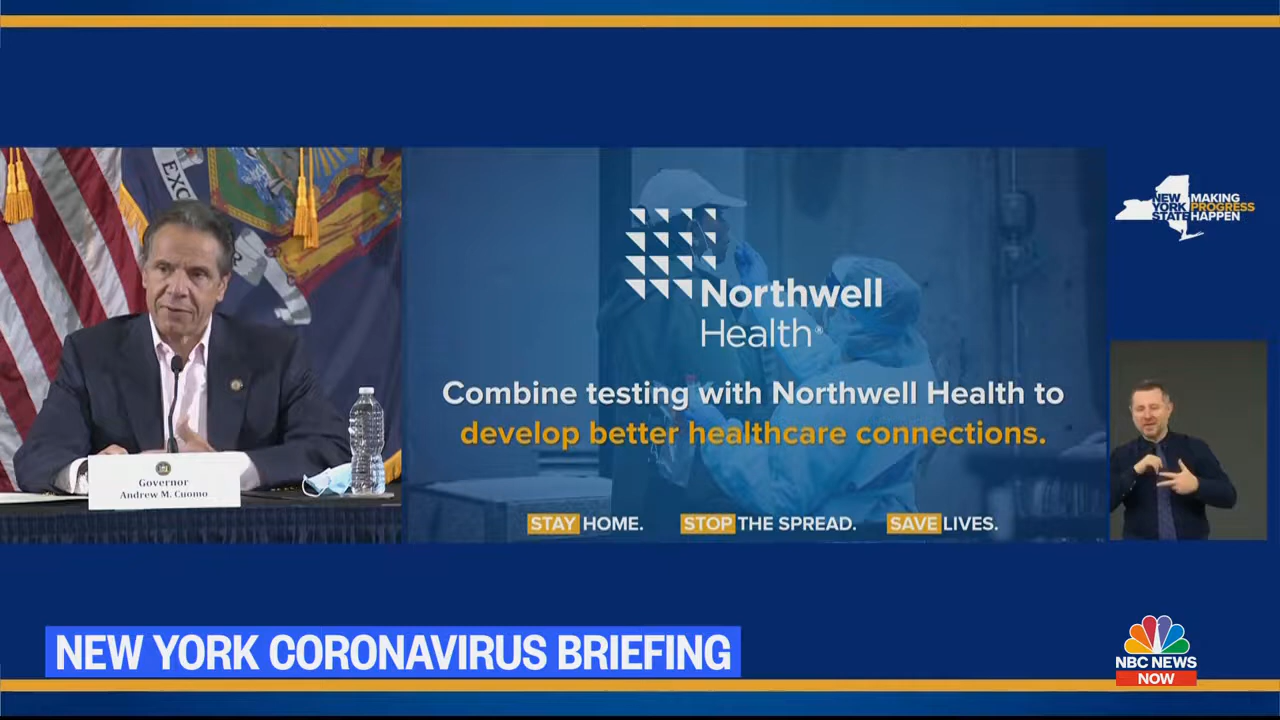 EXC
Governor
Andrew M. Cuomo
Northwell
Health®
Combine testing with Northwell Health to
develop better healthcare connections.
STAY HOME. STOP THE SPREAD. SAVE LIVES.
NEW YORK STATE
MAKING PROGRESS HAPPEN
NEW YORK CORONAVIRUS BRIEFING
NBC NEWS
NOW